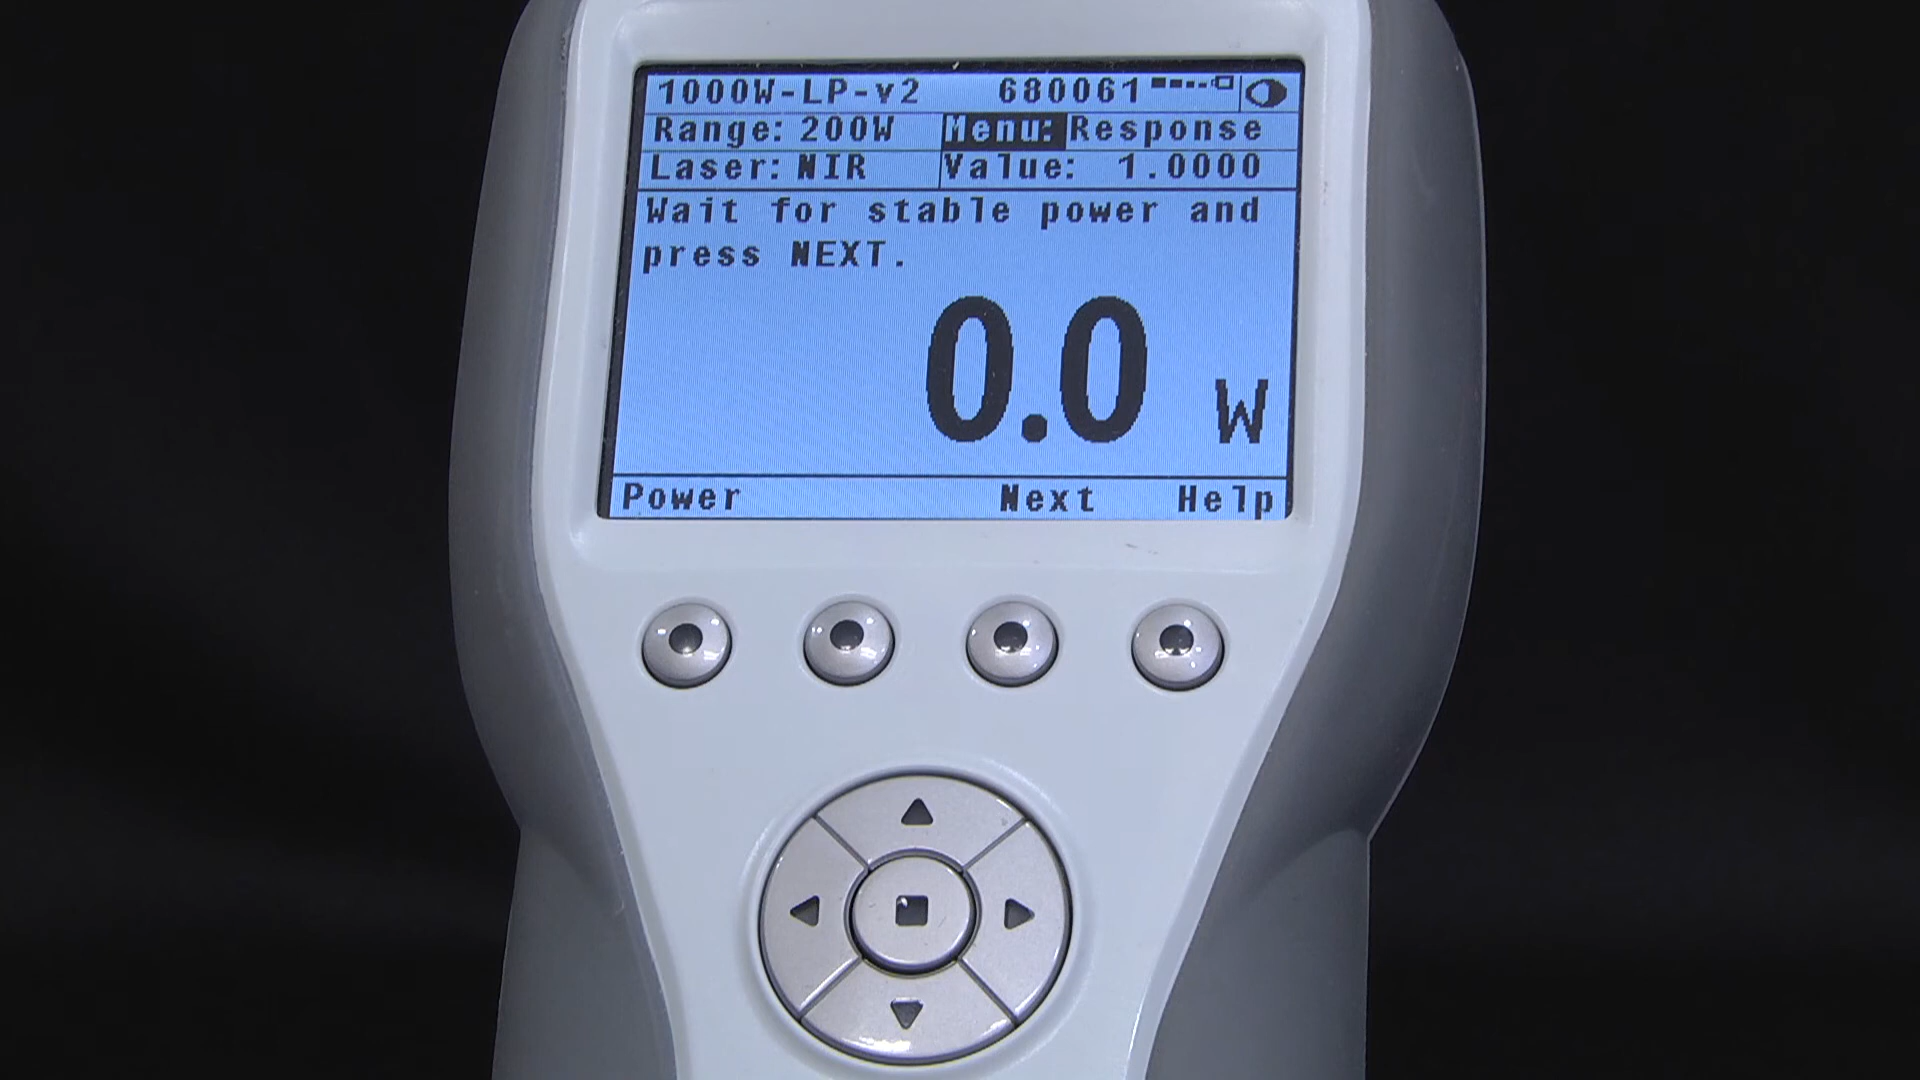 1000W-LP-v2 680061
Range: 200W Menu: Response
Laser: NIR Value: 1.0000
Wait for stable power and
press NEXT.
0.0 W
Power Next Help